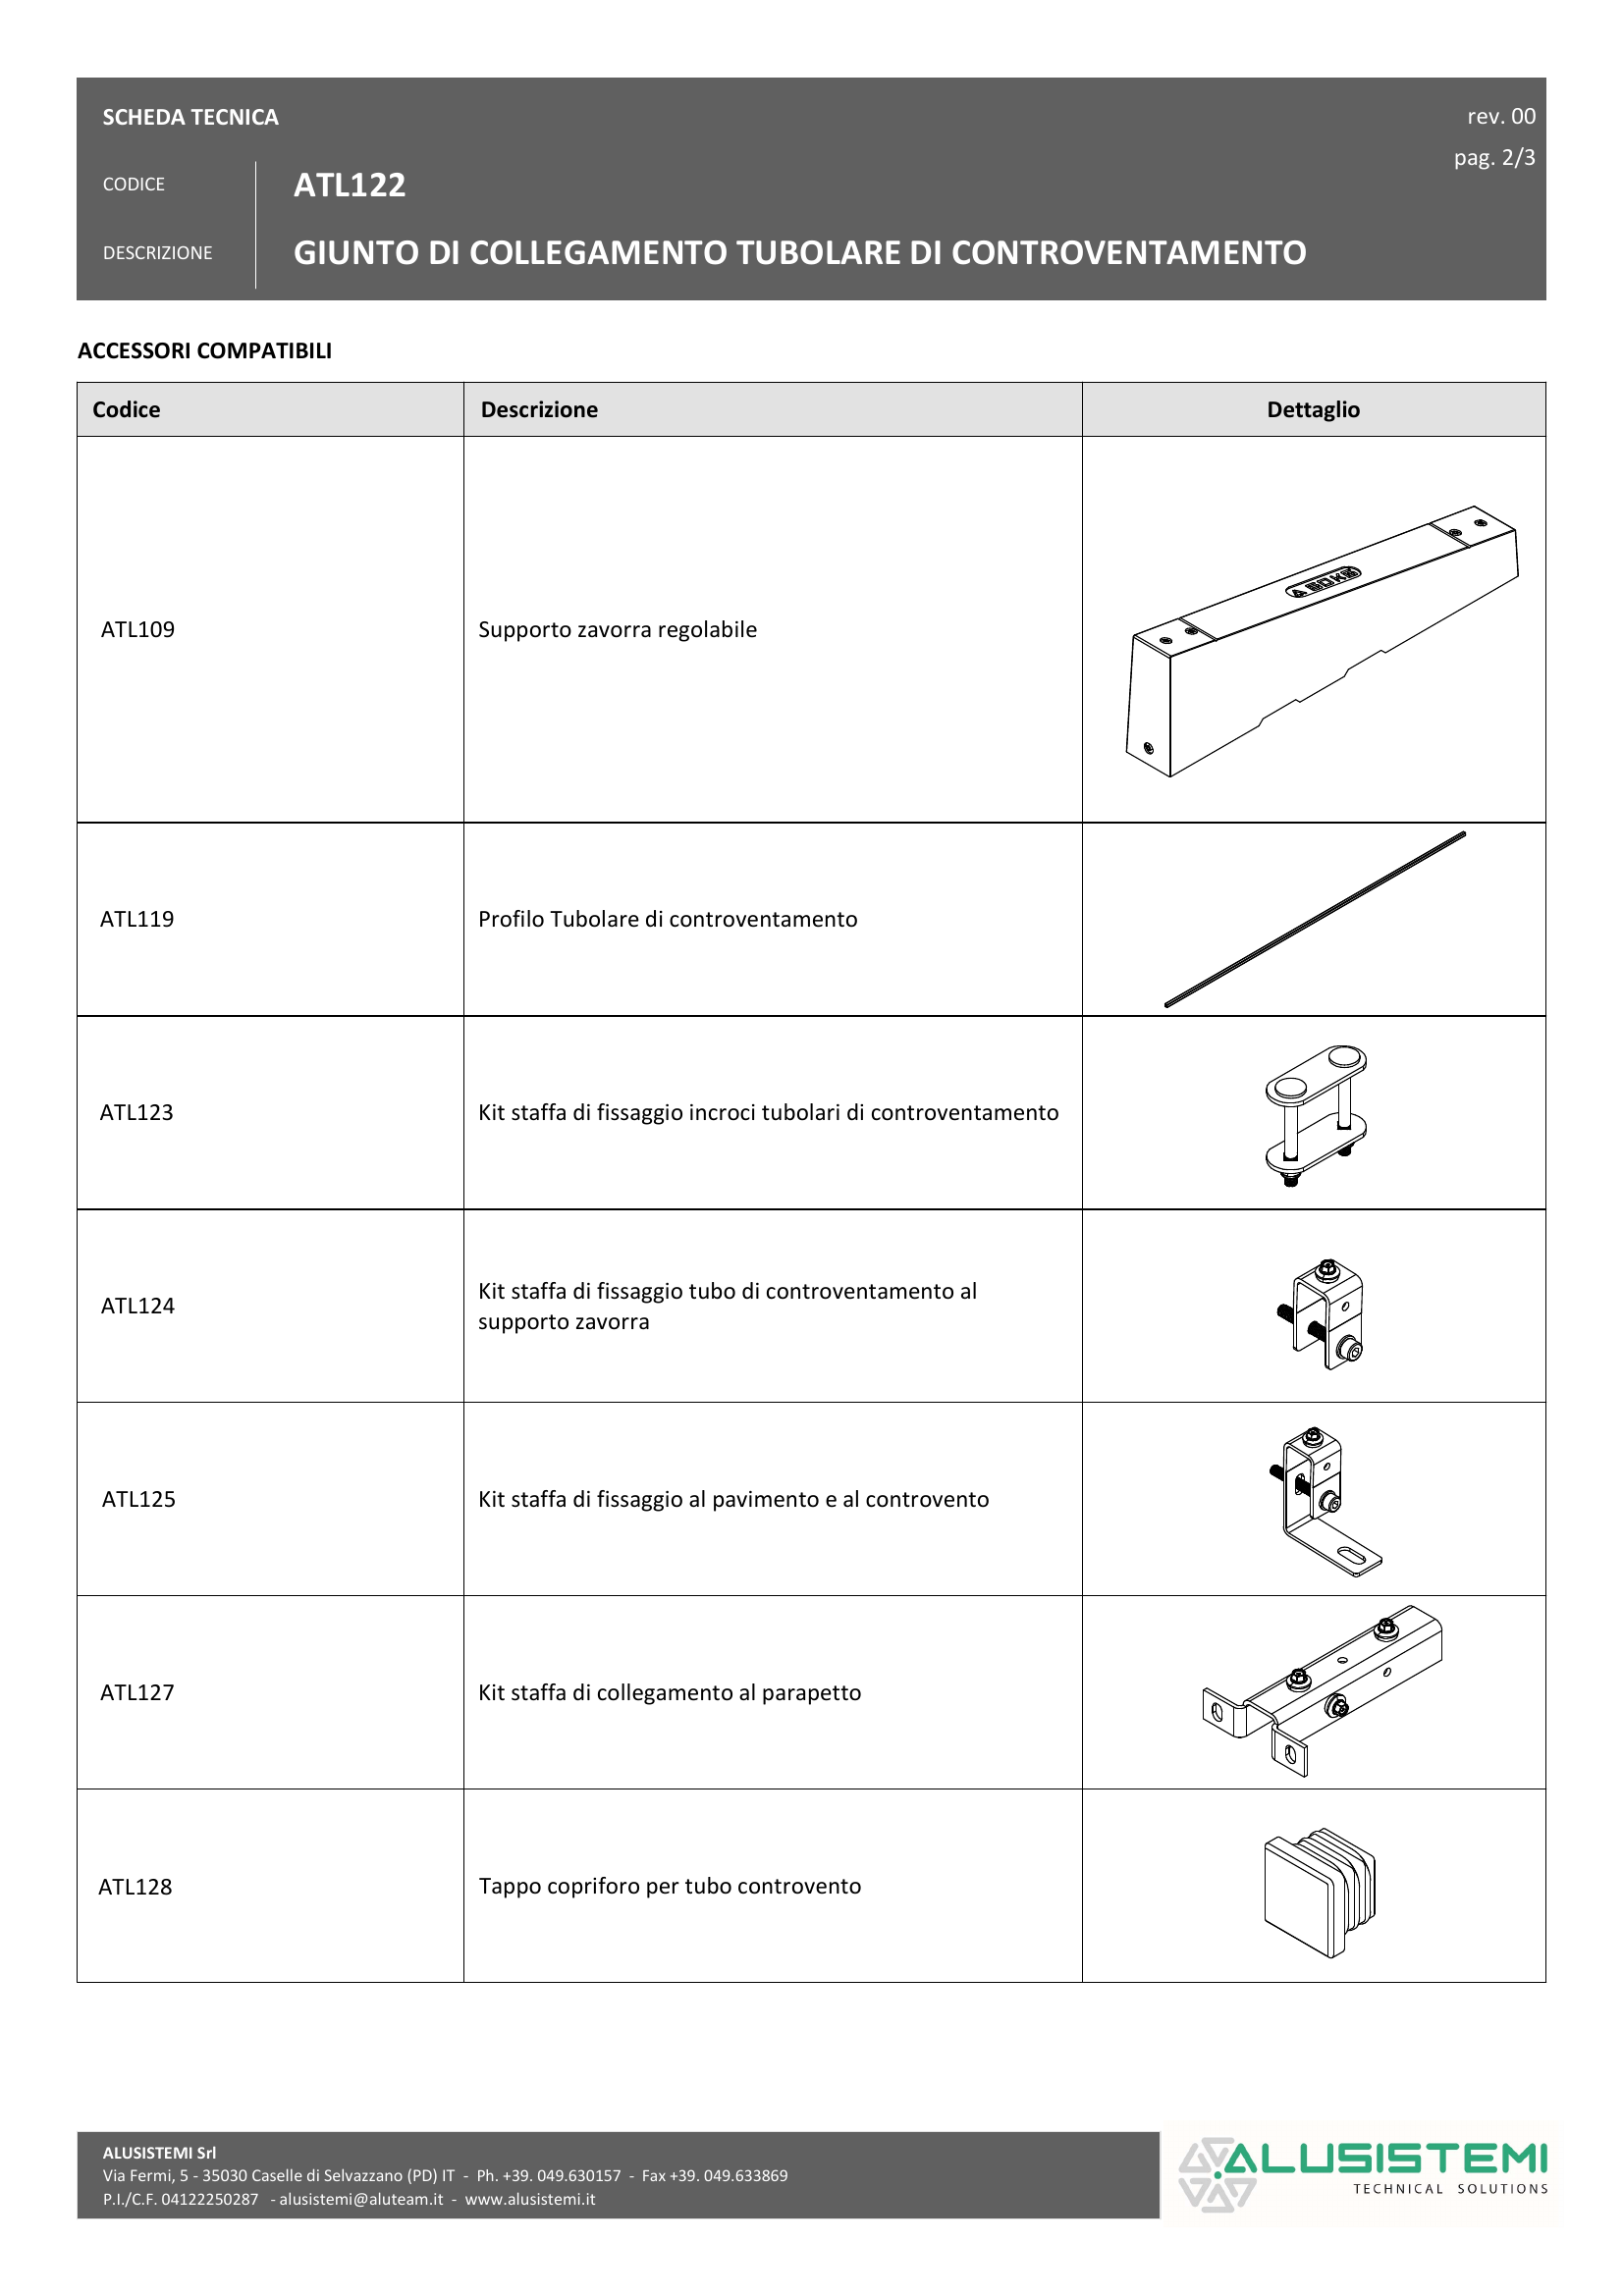 SCHEDA TECNICA
rev. 00
pag. 2/3
CODICE
ATL122
DESCRIZIONE
GIUNTO DI COLLEGAMENTO TUBOLARE DI CONTROVENTAMENTO
ACCESSORI COMPATIBILI
Codice Descrizione Dettaglio
ATL109 Supporto zavorra regolabile
ATL119 Profilo Tubolare di controventamento
ATL123 Kit staffa di fissaggio incroci tubolari di controventamento
ATL124 Kit staffa di fissaggio tubo di controventamento al
supporto zavorra
ATL125 Kit staffa di fissaggio al pavimento e al controvento
ATL127 Kit staffa di collegamento al parapetto
ATL128 Tappo copriforo per tubo controvento
ALUSISTEMI Srl
Via Fermi, 5 - 35030 Caselle di Selvazzano (PD) IT - Ph. +39. 049.630157 - Fax +39. 049.633869
P.I./C.F. 04122250287 - alusistemi@aluteam.it - www.alusistemi.it
ALUSISTEMI
TECHNICAL SOLUTIONS